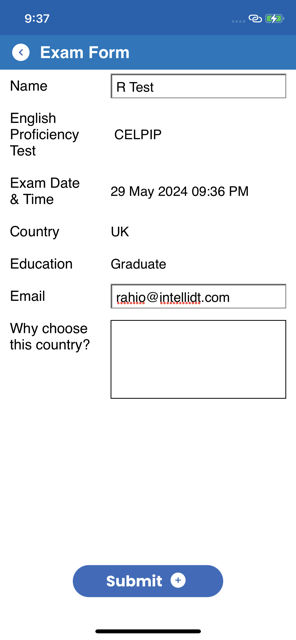 9:37
Exam Form
Name
R Test
English
Proficiency
Test
CELPIP
Exam Date
& Time
29 May 2024 09:36 PM
Country
UK
Education
Graduate
Email
rahio@intellidt.com
Why choose
this country?
Submit